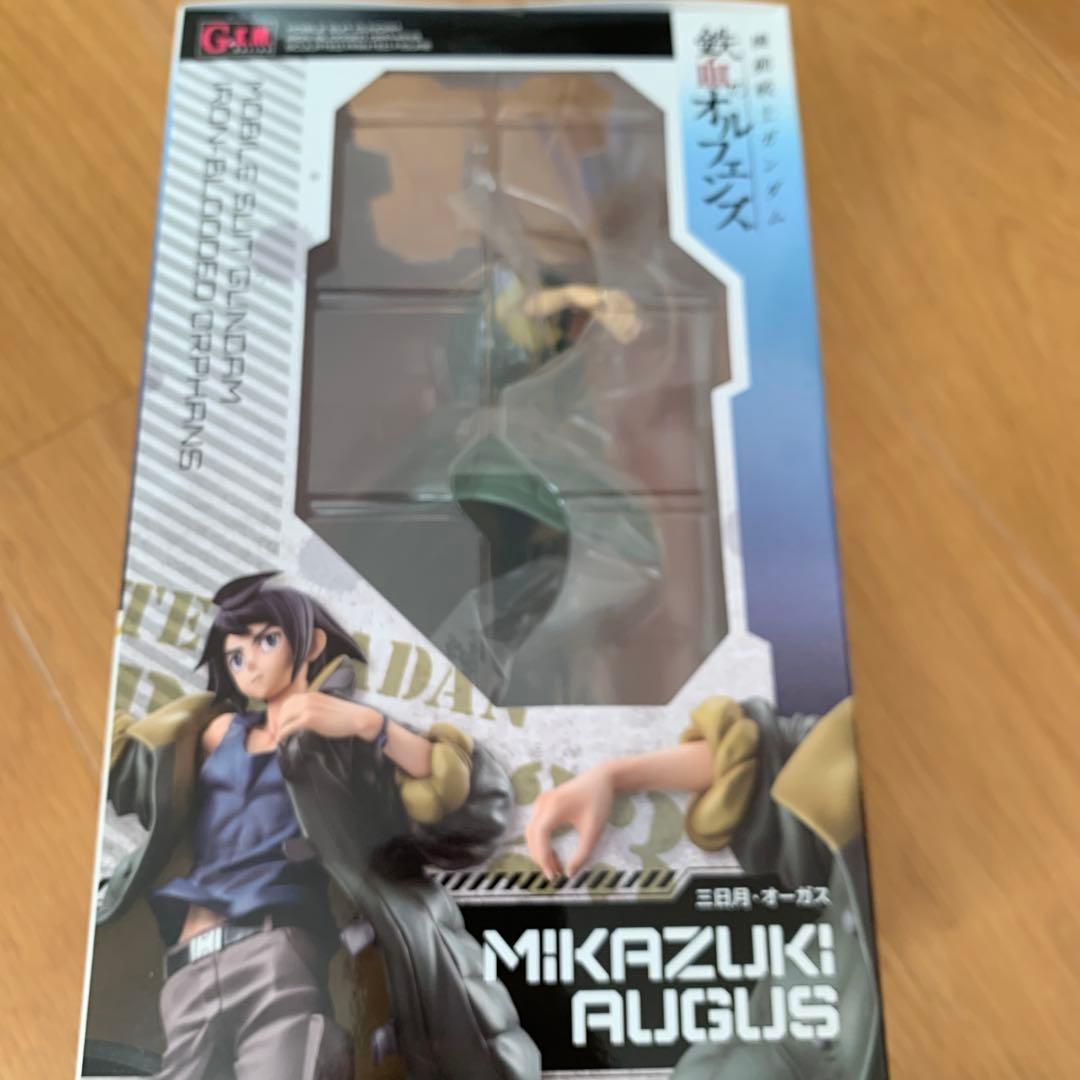 G.E.M.
機動戦士ガンダム
鉄血のオルフェンズ
MOBILE SUIT GUNDAM
IRON-BLOODED ORPHANS
三日月・オーガス
MIKAZUKI
AUGUS